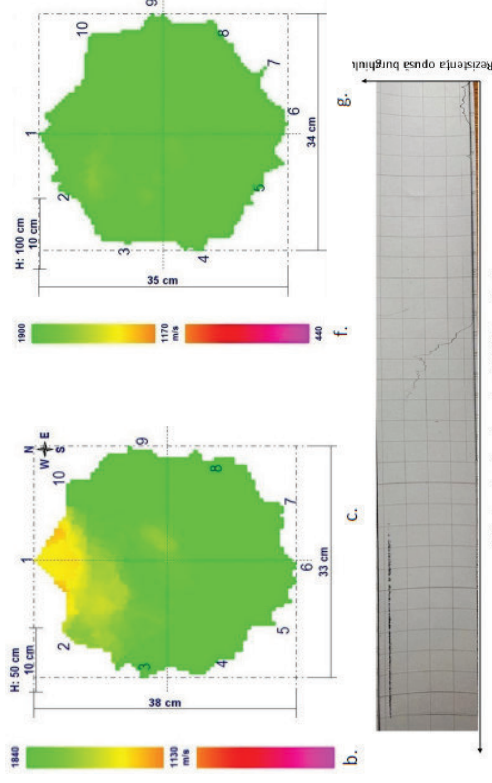 b.
1840
1130
m/s
H: 50 cm
10 cm
38 cm
33 cm
N
W E
S
1
2
3
4
5
6
7
8
9
10
c.
f.
1900
1170
m/s
440
H: 100 cm
10 cm
35 cm
34 cm
1
2
3
4
5
6
7
8
9
10
g.
Rezistența opusă